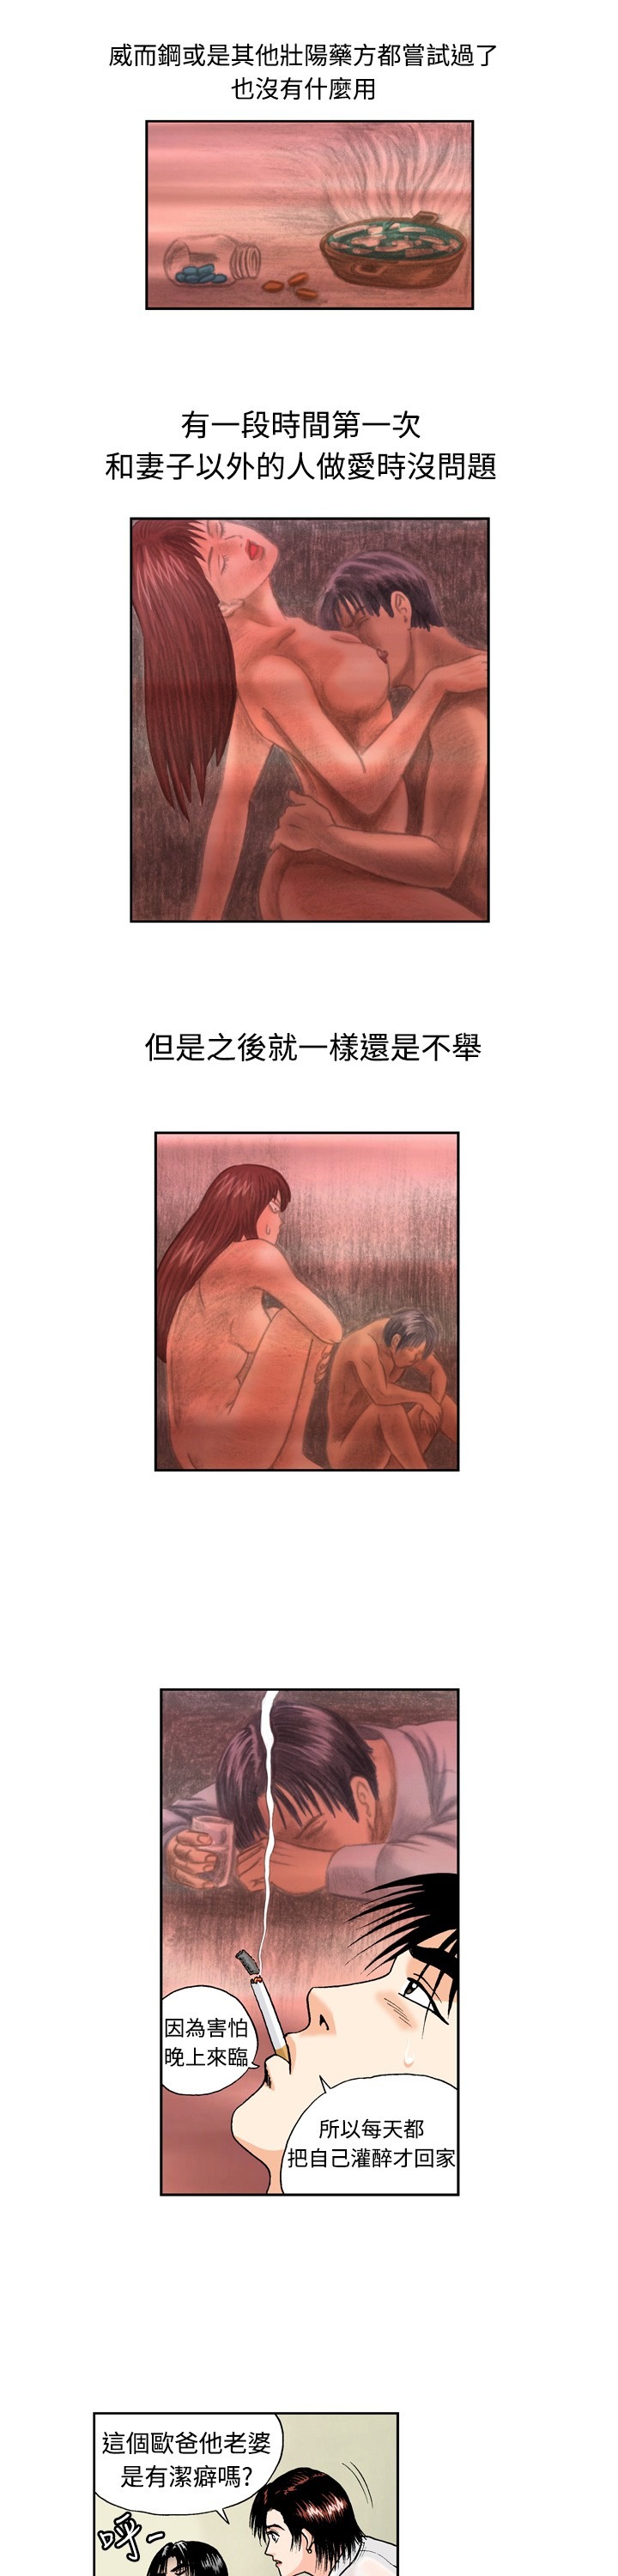 威而鋼或是其他壯陽藥方都嘗試過了
也沒有什麼用
有一段時間第一次
和妻子以外的人做愛時沒問題
但是之後就一樣還是不舉
因為害怕
晚上來臨
所以每天都
把自己灌醉才回家
這個歐爸他老婆
是有潔癖嗎?
呼~